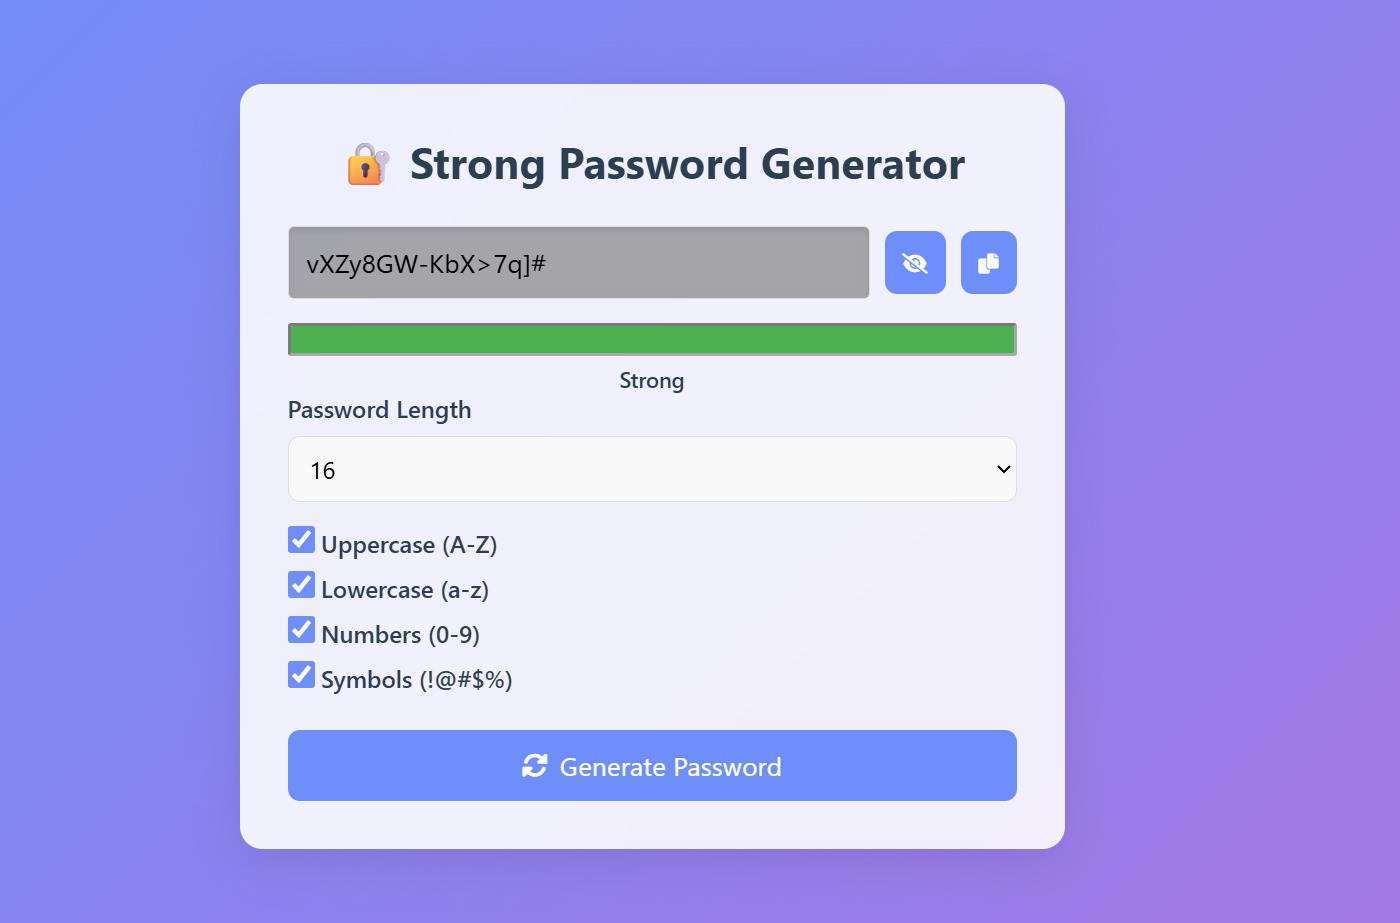 Strong Password Generator
vXZy8GW-KbX>7q]#
Strong
Password Length
16
Uppercase (A-Z)
Lowercase (a-z)
Numbers (0-9)
Symbols (!@#$%)
Generate Password